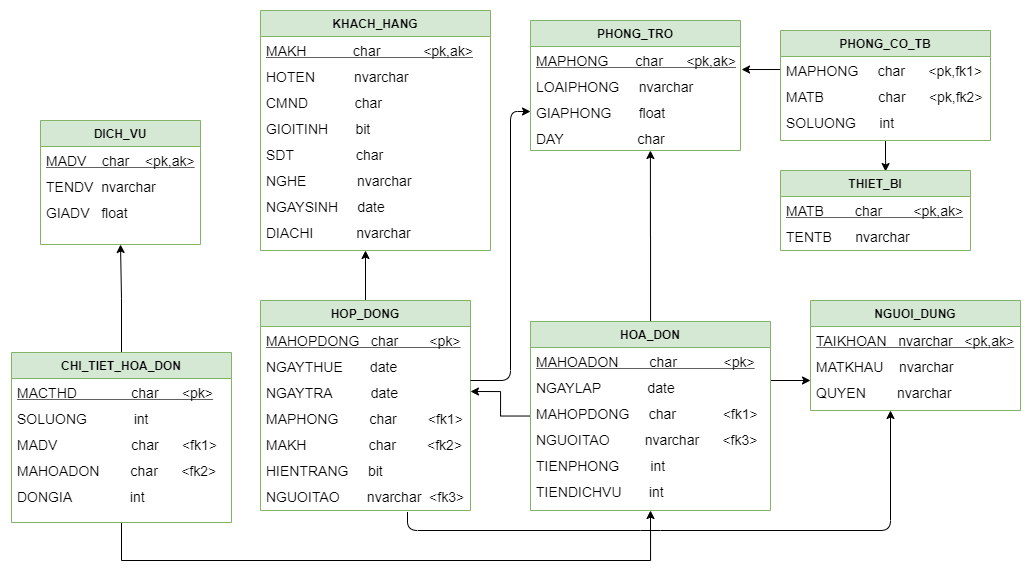 KHACH_HANG
MAKH char <pk,ak>
HOTEN nvarchar
CMND char
GIOITINH bit
SDT char
NGHE nvarchar
NGAYSINH date
DIACHI nvarchar
PHONG_TRO
MAPHONG char <pk,ak>
LOAIPHONG nvarchar
GIAPHONG float
DAY char
PHONG_CO_TB
MAPHONG char <pk,fk1>
MATB char <pk,fk2>
SOLUONG int
DICH_VU
MADV char <pk,ak>
TENDV nvarchar
GIADV float
THIET_BI
MATB char <pk,ak>
TENTB nvarchar
HOP_DONG
MAHOPDONG char <pk>
NGAYTHUE date
NGAYTRA date
MAPHONG char <fk1>
MAKH char <fk2>
HIENTRANG bit
NGUOITAO nvarchar <fk3>
HOA_DON
MAHOADON char <pk>
NGAYLAP date
MAHOPDONG char <fk1>
NGUOITAO nvarchar <fk3>
TIENPHONG int
TIENDICHVU int
NGUOI_DUNG
TAIKHOAN nvarchar <pk,ak>
MATKHAU nvarchar
QUYEN nvarchar
CHI_TIET_HOA_DON
MACTHD char <pk>
SOLUONG int
MADV char <fk1>
MAHOADON char <fk2>
DONGIA int